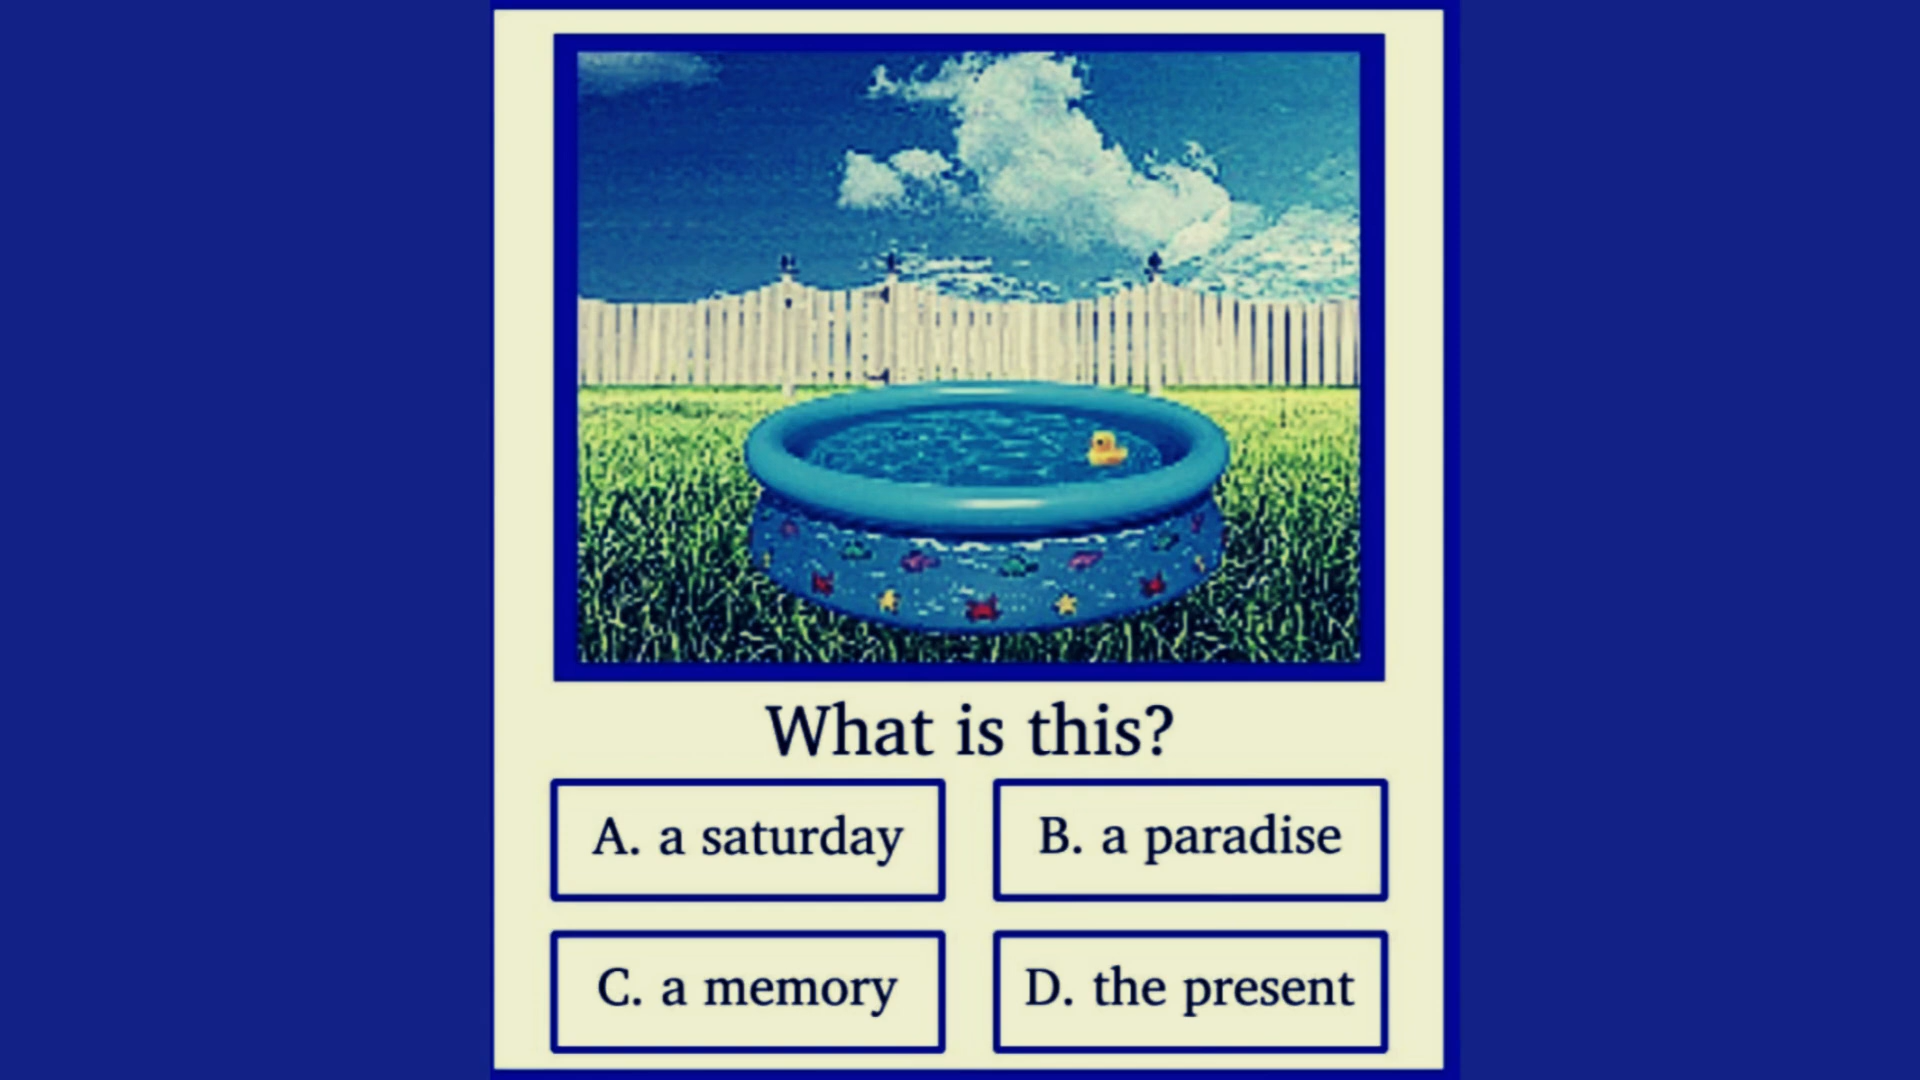 What is this?
A. a saturday
B. a paradise
C. a memory
D. the present